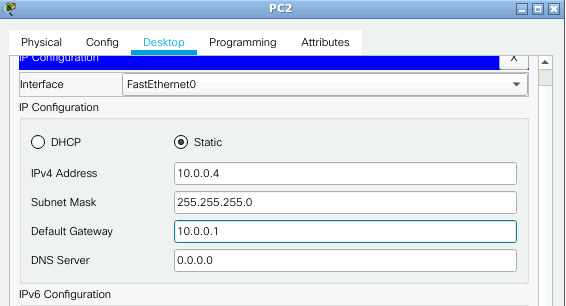 PC2
Physical Config Desktop Programming Attributes
IP Configuration X
Interface FastEthernet0
IP Configuration
DHCP Static
IPv4 Address 10.0.0.4
Subnet Mask 255.255.255.0
Default Gateway 10.0.0.1
DNS Server 0.0.0.0
IPv6 Configuration